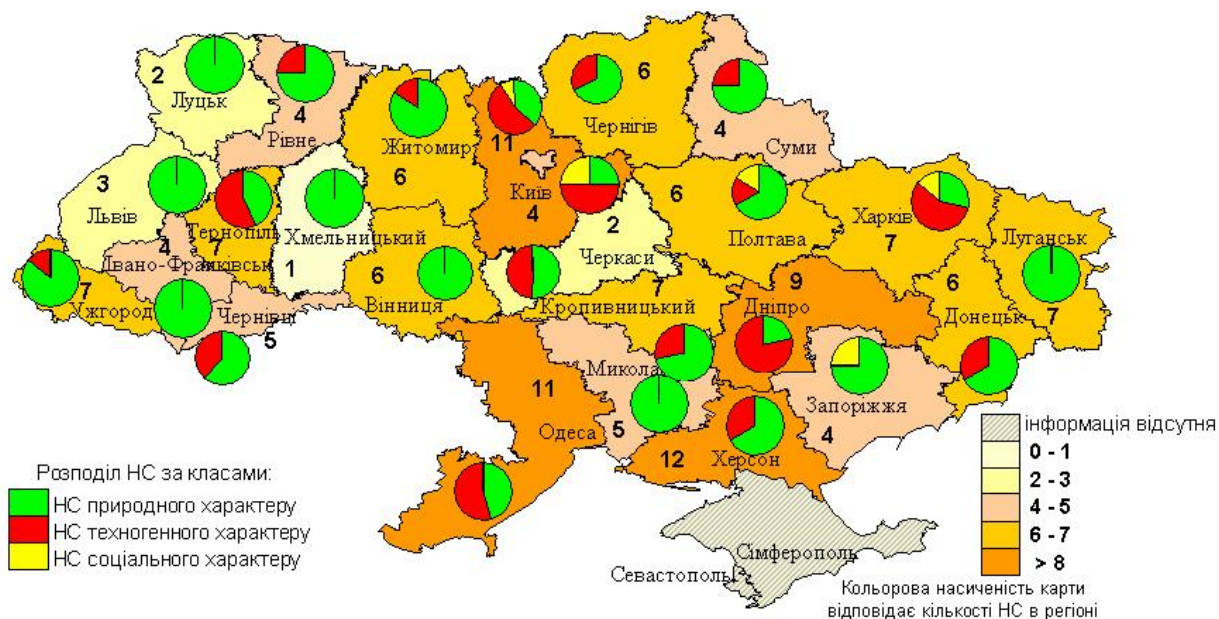 2
Луцьк
4
Рівне
6
Житомир
11
Київ
4
6
Чернігів
4
Суми
3
Львів
7
Тернопіль
1
Хмельницький
4
Івано-Франківськ
7
Ужгород
5
Чернівці
6
Вінниця
2
Черкаси
6
Полтава
7
Харків
7
Луганськ
6
Донецьк
7
Кропивницький
9
Дніпро
5
Микола
4
Запоріжжя
11
Одеса
12
Херсон
Сімферополь
Севастополь
Розподіл НС за класами:
НС природного характеру
НС техногенного характеру
НС соціального характеру
інформація відсутня
0 - 1
2 - 3
4 - 5
6 - 7
> 8
Кольорова насиченість карти
відповідає кількості НС в регіоні